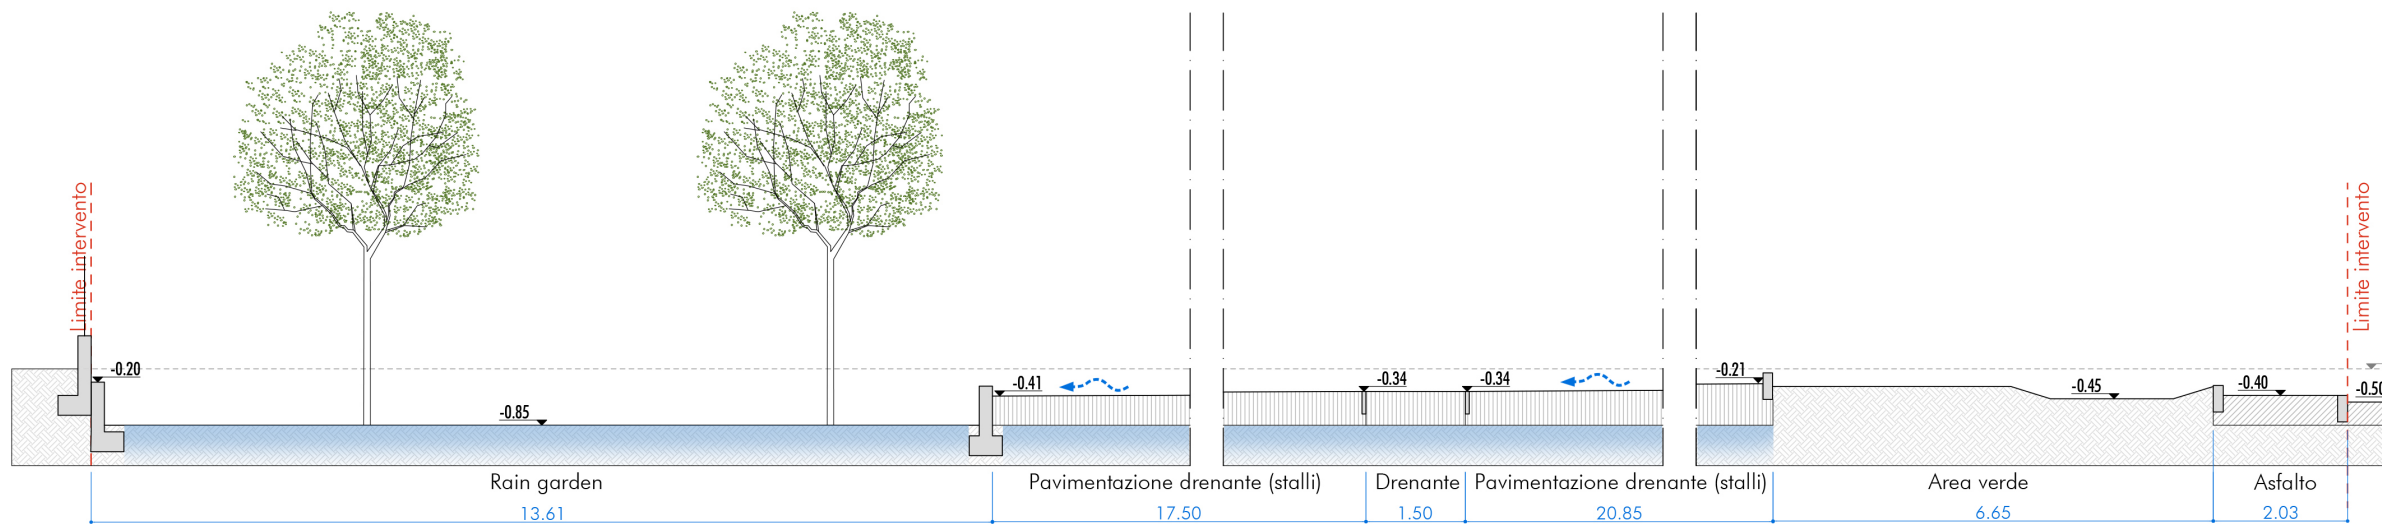 Limite intervento
Limite intervento
-0.20
-0.85
-0.41
-0.34
-0.34
-0.21
-0.45
-0.40
-0.50
Rain garden
Pavimentazione drenante (stalli)
Drenante
Pavimentazione drenante (stalli)
Area verde
Asfalto
13.61
17.50
1.50
20.85
6.65
2.03